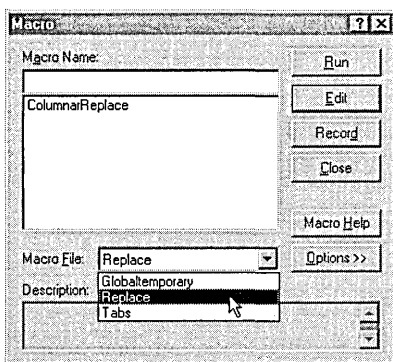 Macro
Macro Name:
Run
Edit
ColumnarReplace
Record
Close
Macro Help
Macro File: Replace
Options >>
Globaltemporary
Description:
Replace
Tabs